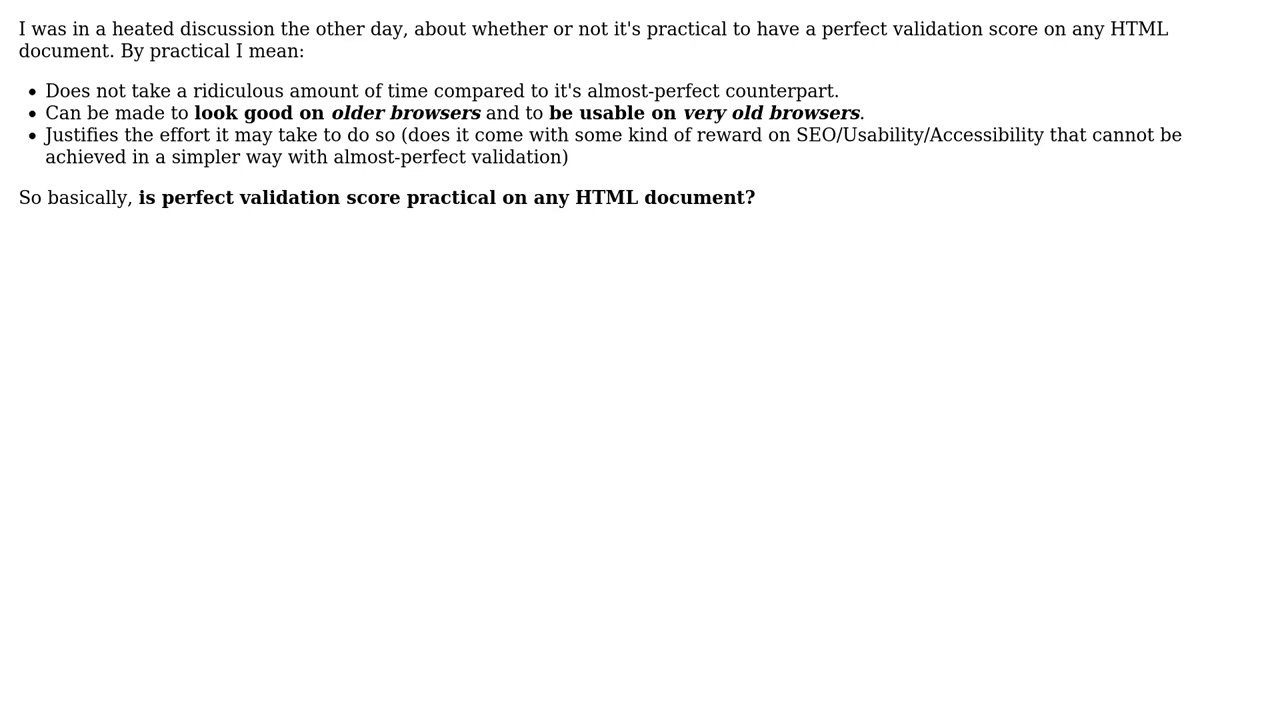 I was in a heated discussion the other day, about whether or not it's practical to have a perfect validation score on any HTML
document. By practical I mean:
• Does not take a ridiculous amount of time compared to it's almost-perfect counterpart.
• Can be made to look good on older browsers and to be usable on very old browsers.
• Justifies the effort it may take to do so (does it come with some kind of reward on SEO/Usability/Accessibility that cannot be
achieved in a simpler way with almost-perfect validation)
So basically, is perfect validation score practical on any HTML document?